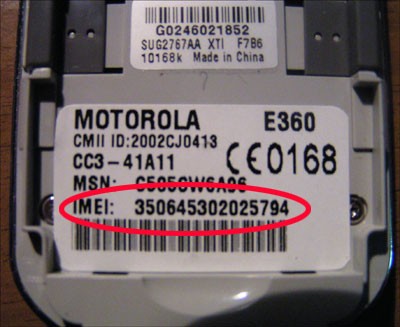 G0246021852
SUG2767AA XTI F7B6
10168k Made in China
MOTOROLA E360
CMII ID:2002CJ0413
CC3-41A11 CE0168
MSN:
IMEI: 350645302025794